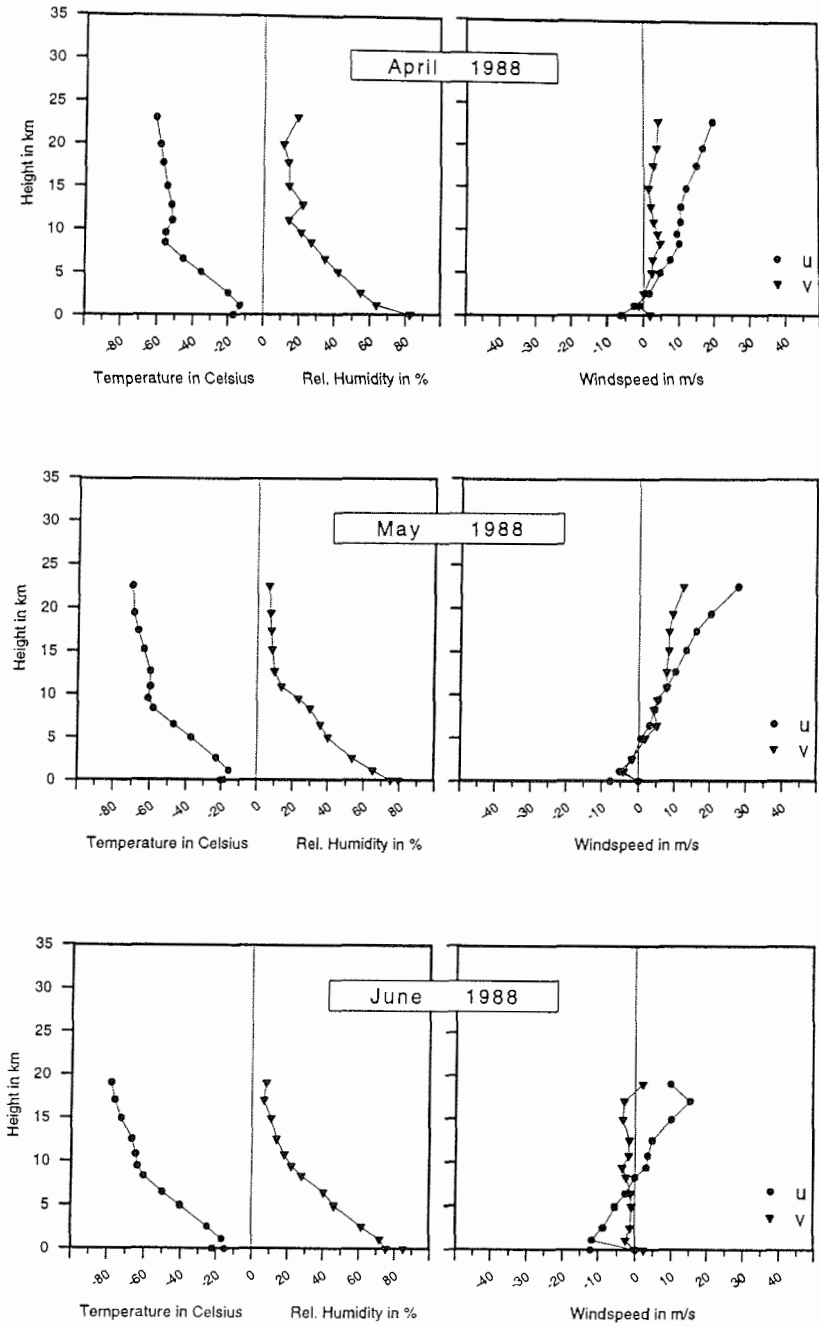 April 1988
Height in km
35
30
25
20
15
10
5
0
-80 -60 -40 -20 0 20 40 60 80
Temperature in Celsius Rel. Humidity in %
u
v
-40 -30 -20 -10 0 10 20 30 40
Windspeed in m/s
May 1988
Height in km
35
30
25
20
15
10
5
0
-80 -60 -40 -20 0 20 40 60 80
Temperature in Celsius Rel. Humidity in %
u
v
-40 -30 -20 -10 0 10 20 30 40
Windspeed in m/s
June 1988
Height in km
35
30
25
20
15
10
5
0
-80 -60 -40 -20 0 20 40 60 80
Temperature in Celsius Rel. Humidity in %
u
v
-40 -30 -20 -10 0 10 20 30 40
Windspeed in m/s